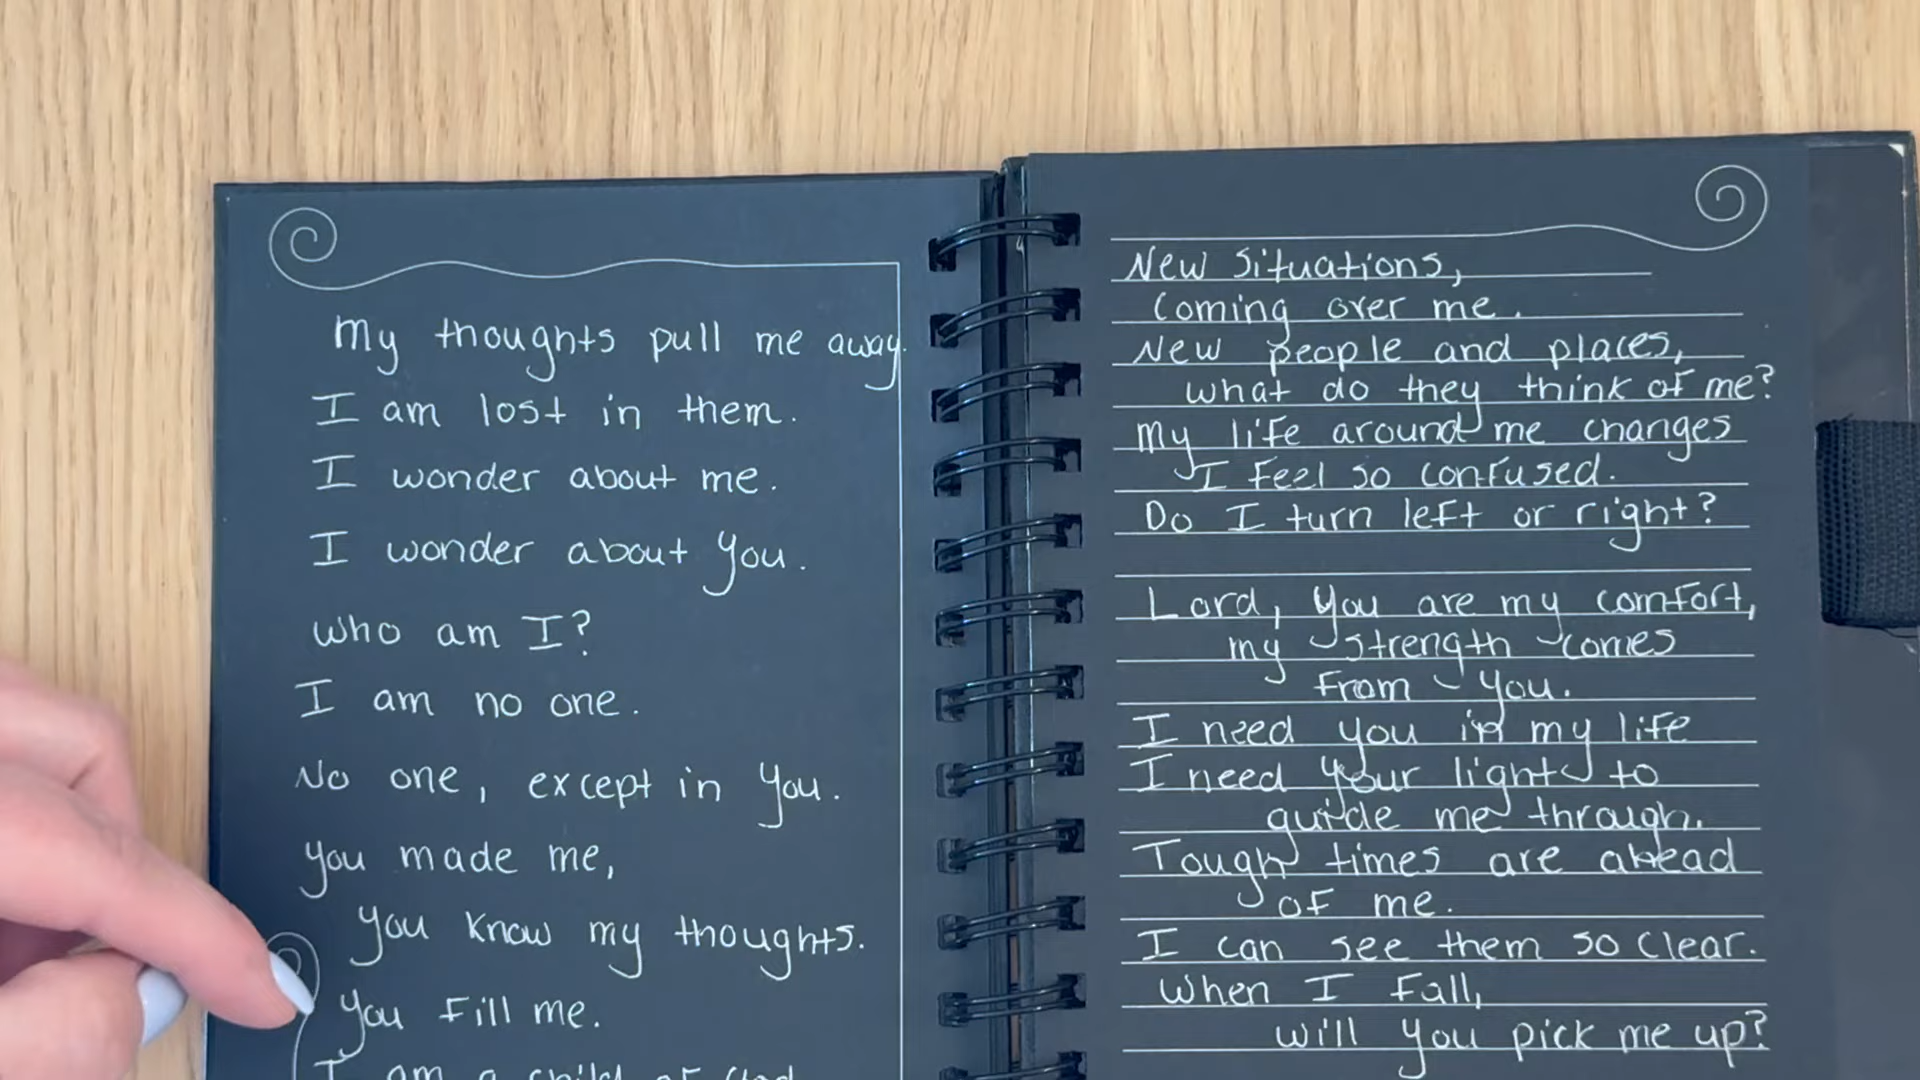 My thoughts pull me away.
I am lost in them.
I wonder about me.
I wonder about You.
Who am I?
I am no one.
No one, except in You.
You made me,
You know my thoughts.
You fill me.
I am a child of God
New situations,
Coming over me.
New people and places,
what do they think of me?
My life around me changes
I feel so confused.
Do I turn left or right?
Lord, You are my comfort,
my strength comes
from you.
I need you in my life
I need your light to
guide me through.
Tough times are ahead
of me.
I can see them so clear.
When I fall,
will you pick me up?